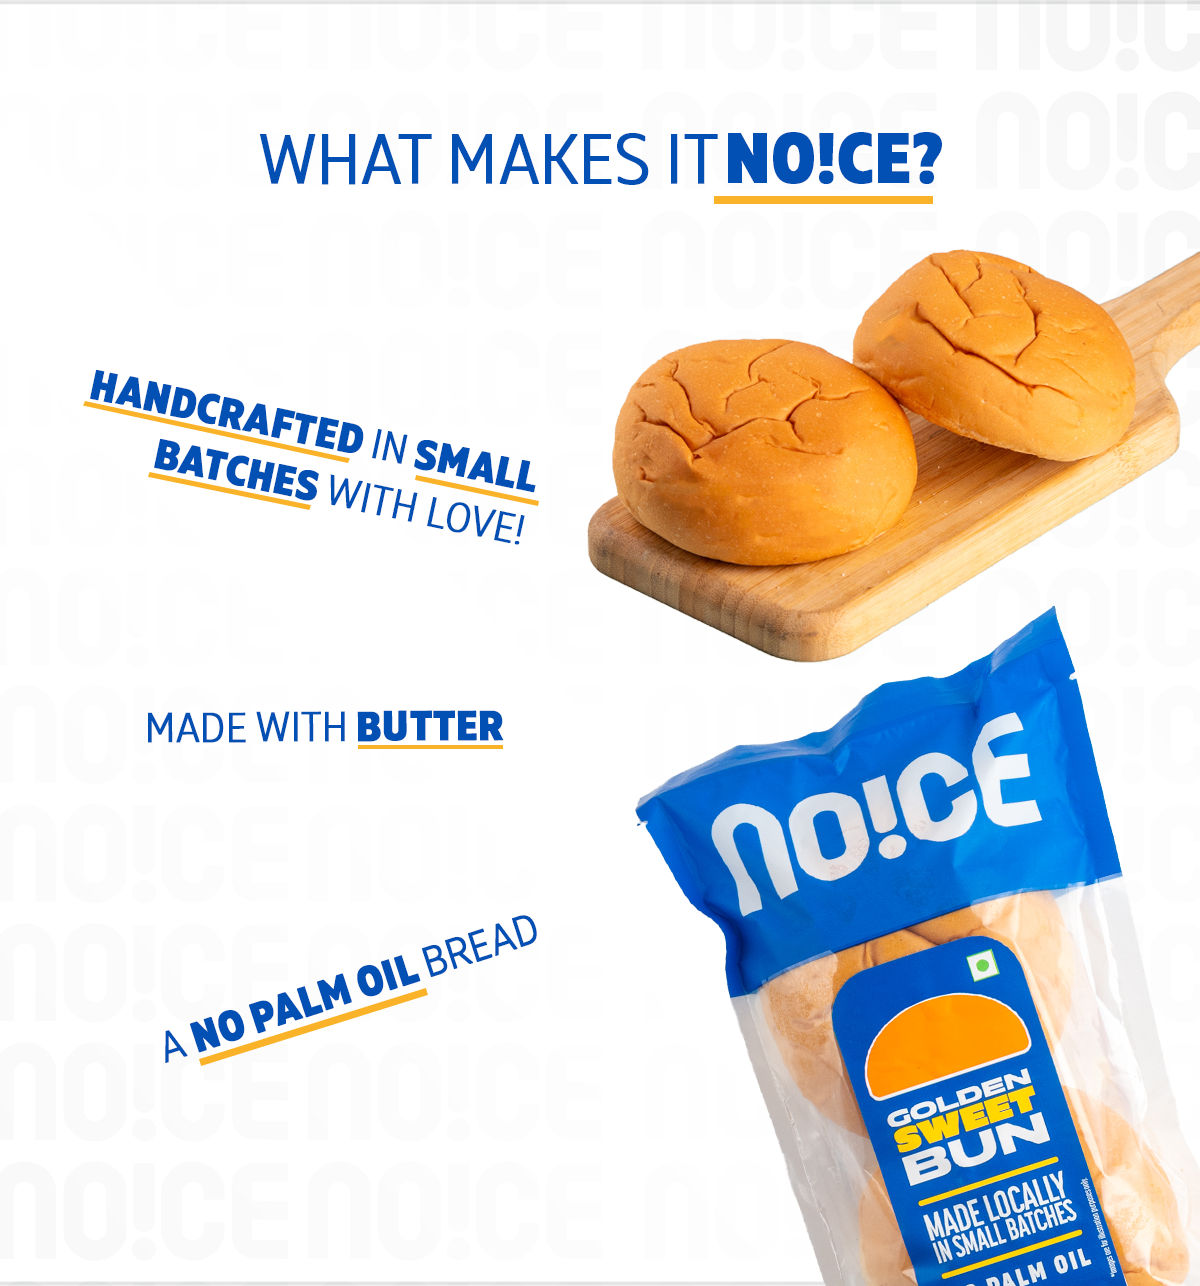 WHAT MAKES IT NO!CE?
HANDCRAFTED IN SMALL
BATCHES WITH LOVE!
MADE WITH BUTTER
A NO PALM OIL BREAD
NO!CE
GOLDEN
SWEET
BUN
MADE LOCALLY
IN SMALL BATCHES
PALM OIL